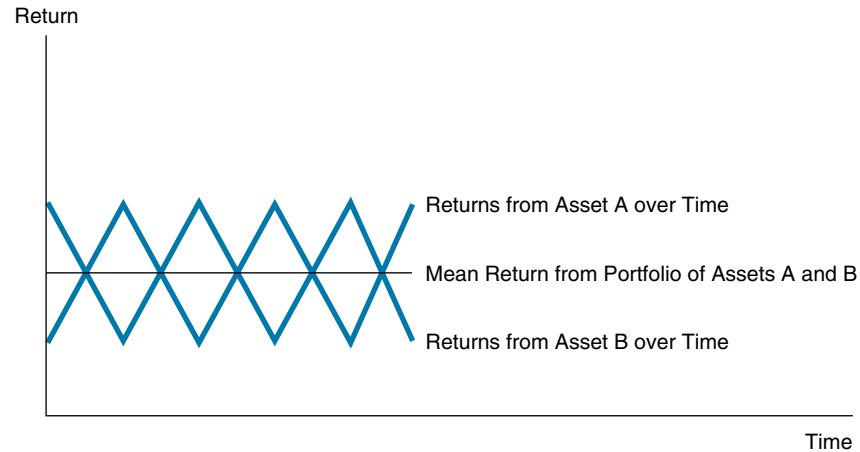 Return
Returns from Asset A over Time
Mean Return from Portfolio of Assets A and B
Returns from Asset B over Time
Time